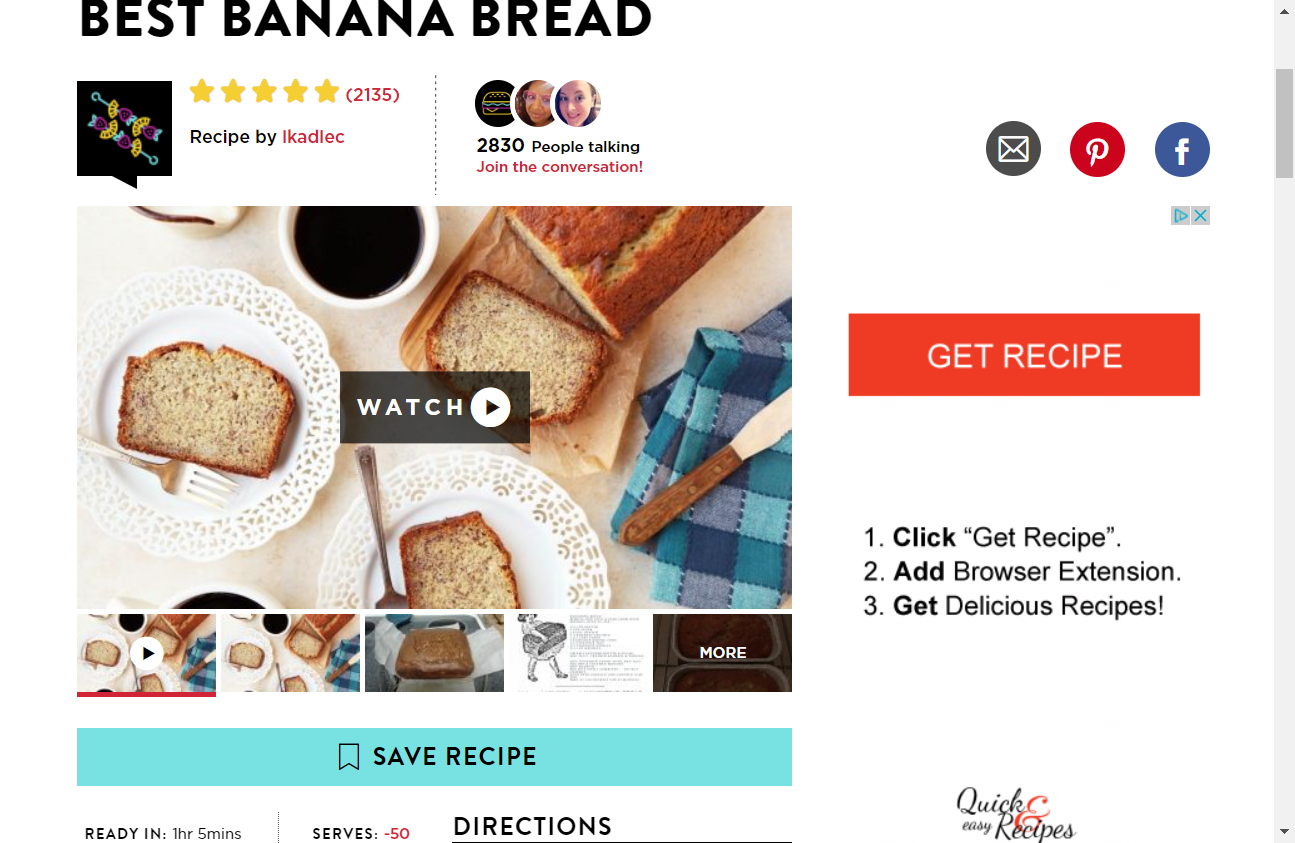 BEST BANANA BREAD
(2135)
Recipe by lkadlec
2830 People talking
Join the conversation!
WATCH
MORE
SAVE RECIPE
READY IN: 1hr 5mins
SERVES: -50
DIRECTIONS
GET RECIPE
1. Click “Get Recipe”.
2. Add Browser Extension.
3. Get Delicious Recipes!
Quick &
easy Recipes